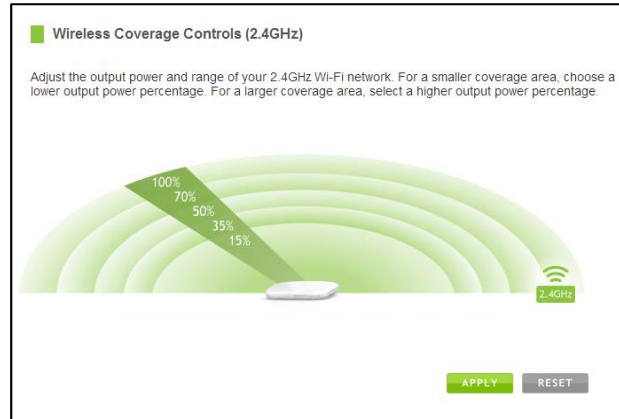 Wireless Coverage Controls (2.4GHz)
Adjust the output power and range of your 2.4GHz Wi-Fi network. For a smaller coverage area, choose a
lower output power percentage. For a larger coverage area, select a higher output power percentage.
100%
70%
50%
35%
15%
2.4GHz
APPLY RESET